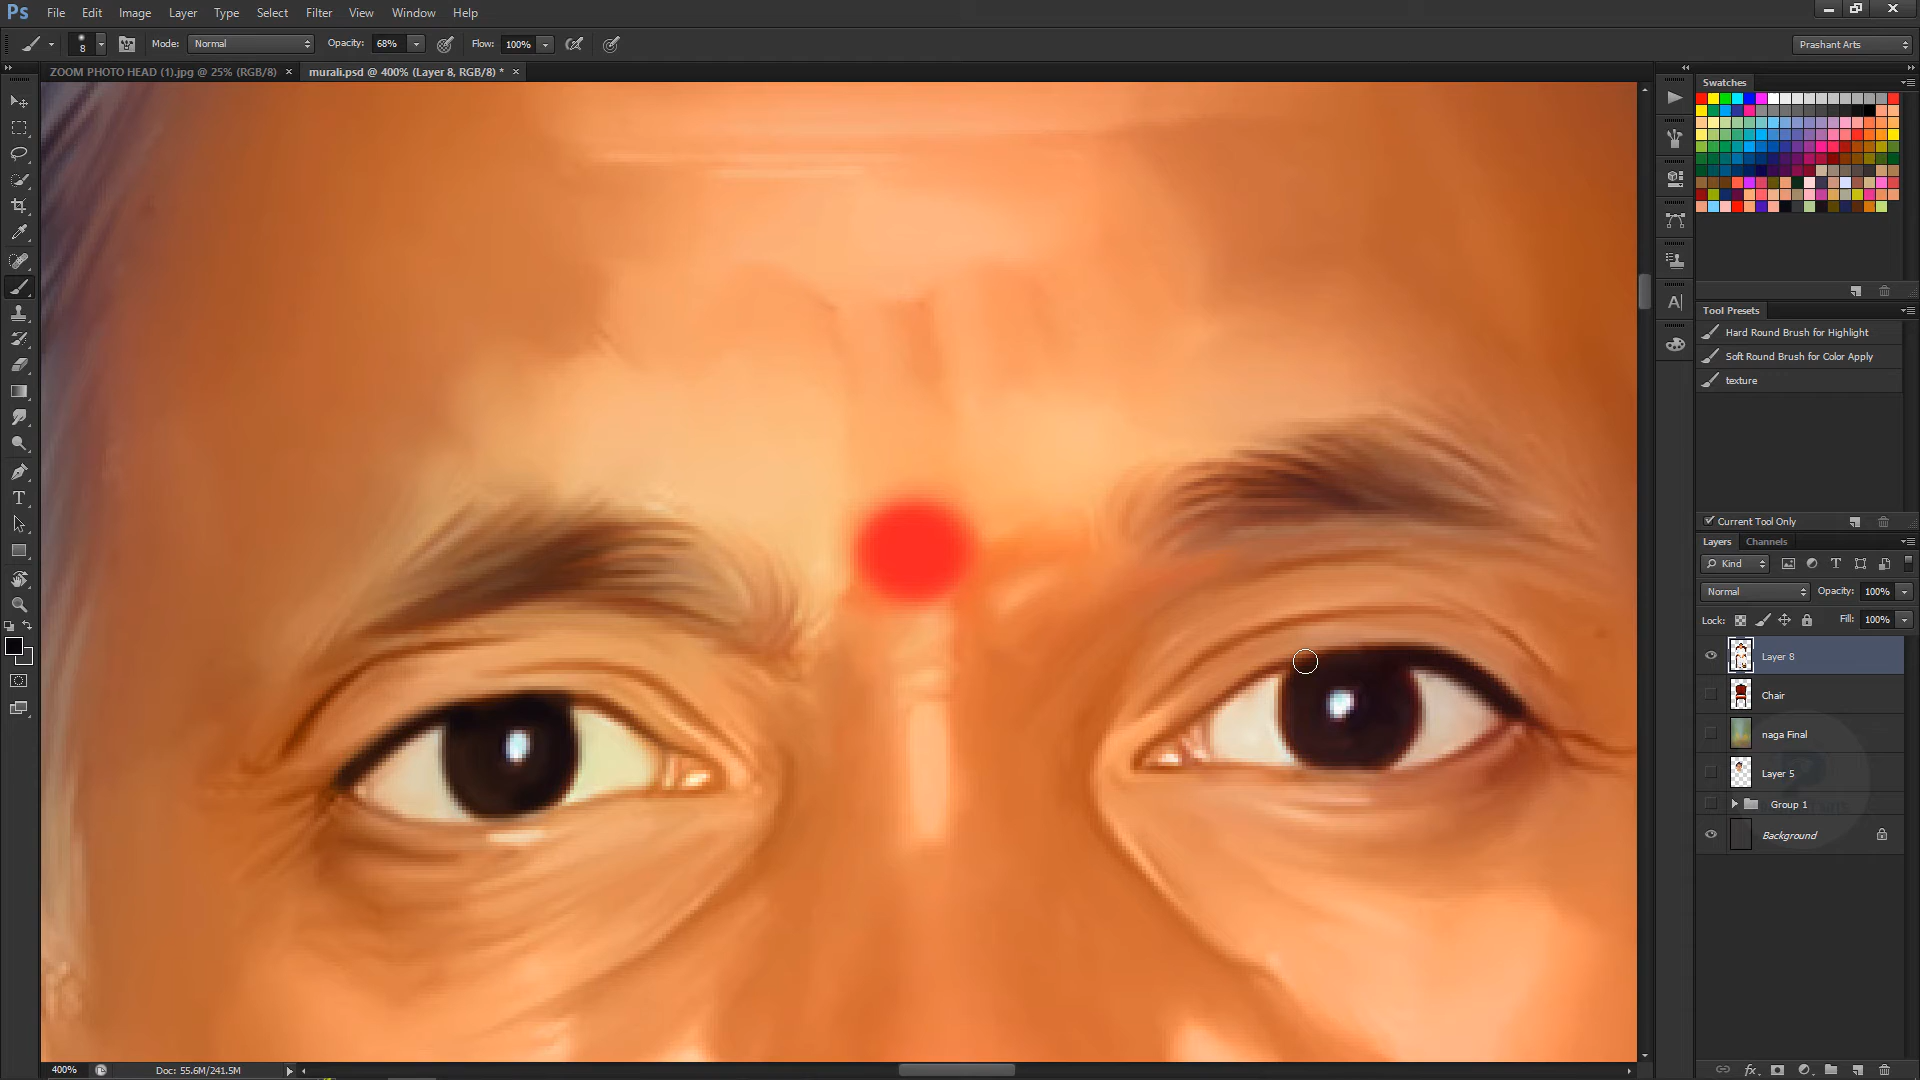 Ps File Edit Image Layer Type Select Filter View Window Help
8 Mode: Normal Opacity: 68% Flow: 100% Prashant Arts
ZOOM PHOTO HEAD (1).jpg @ 25% (RGB/8) × murali.psd @ 400% (Layer 8, RGB/8) * ×
Swatches
Tool Presets
Hard Round Brush for Highlight
Soft Round Brush for Color Apply
texture
Current Tool Only
Layers Channels
Kind
Normal Opacity: 100%
Lock: Fill: 100%
Layer 8
Chair
naga Final
Layer 5
Group 1
Background
400% Doc: 55.6M/241.5M